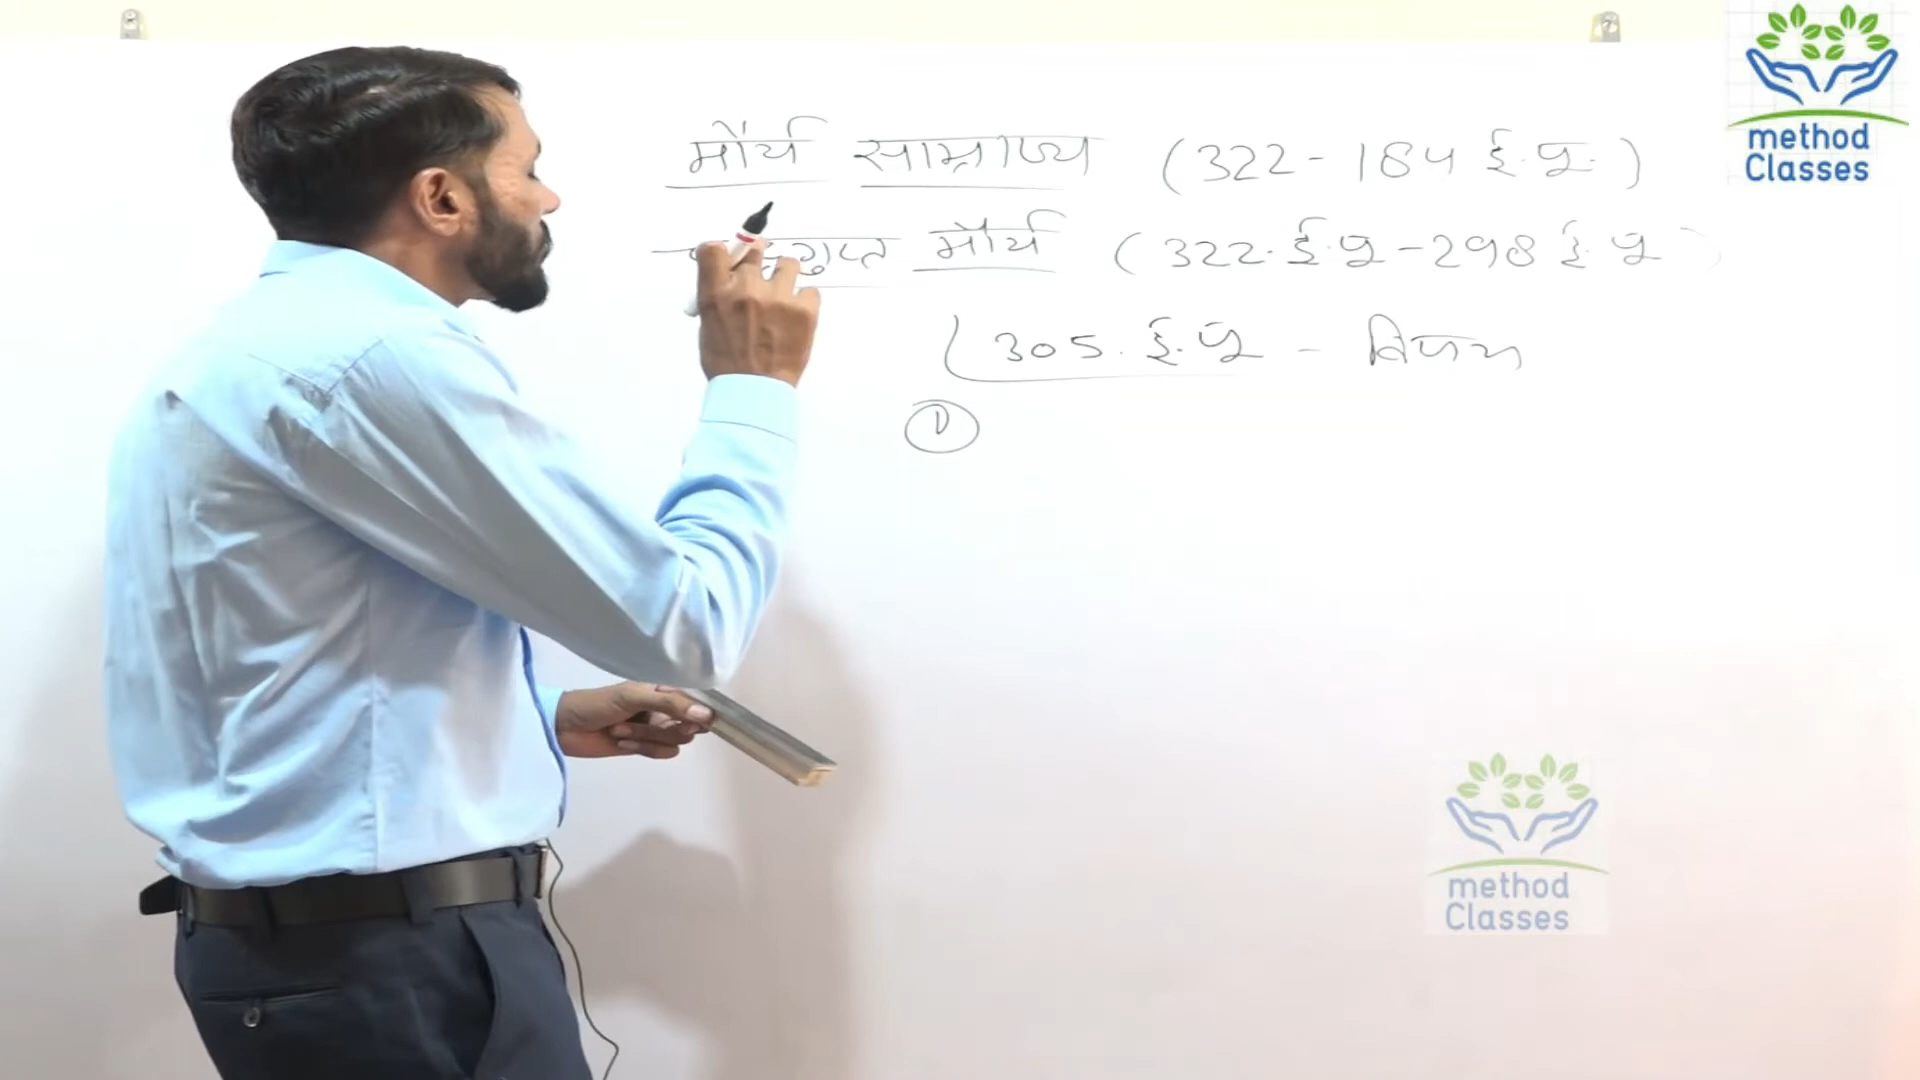 मौर्य साम्राज्य (322-184 ई.पू.)
गुप्त मौर्य (322.ई.पू-298 ई.पू)
305.ई.पू - विजय
①
method
Classes
method
Classes